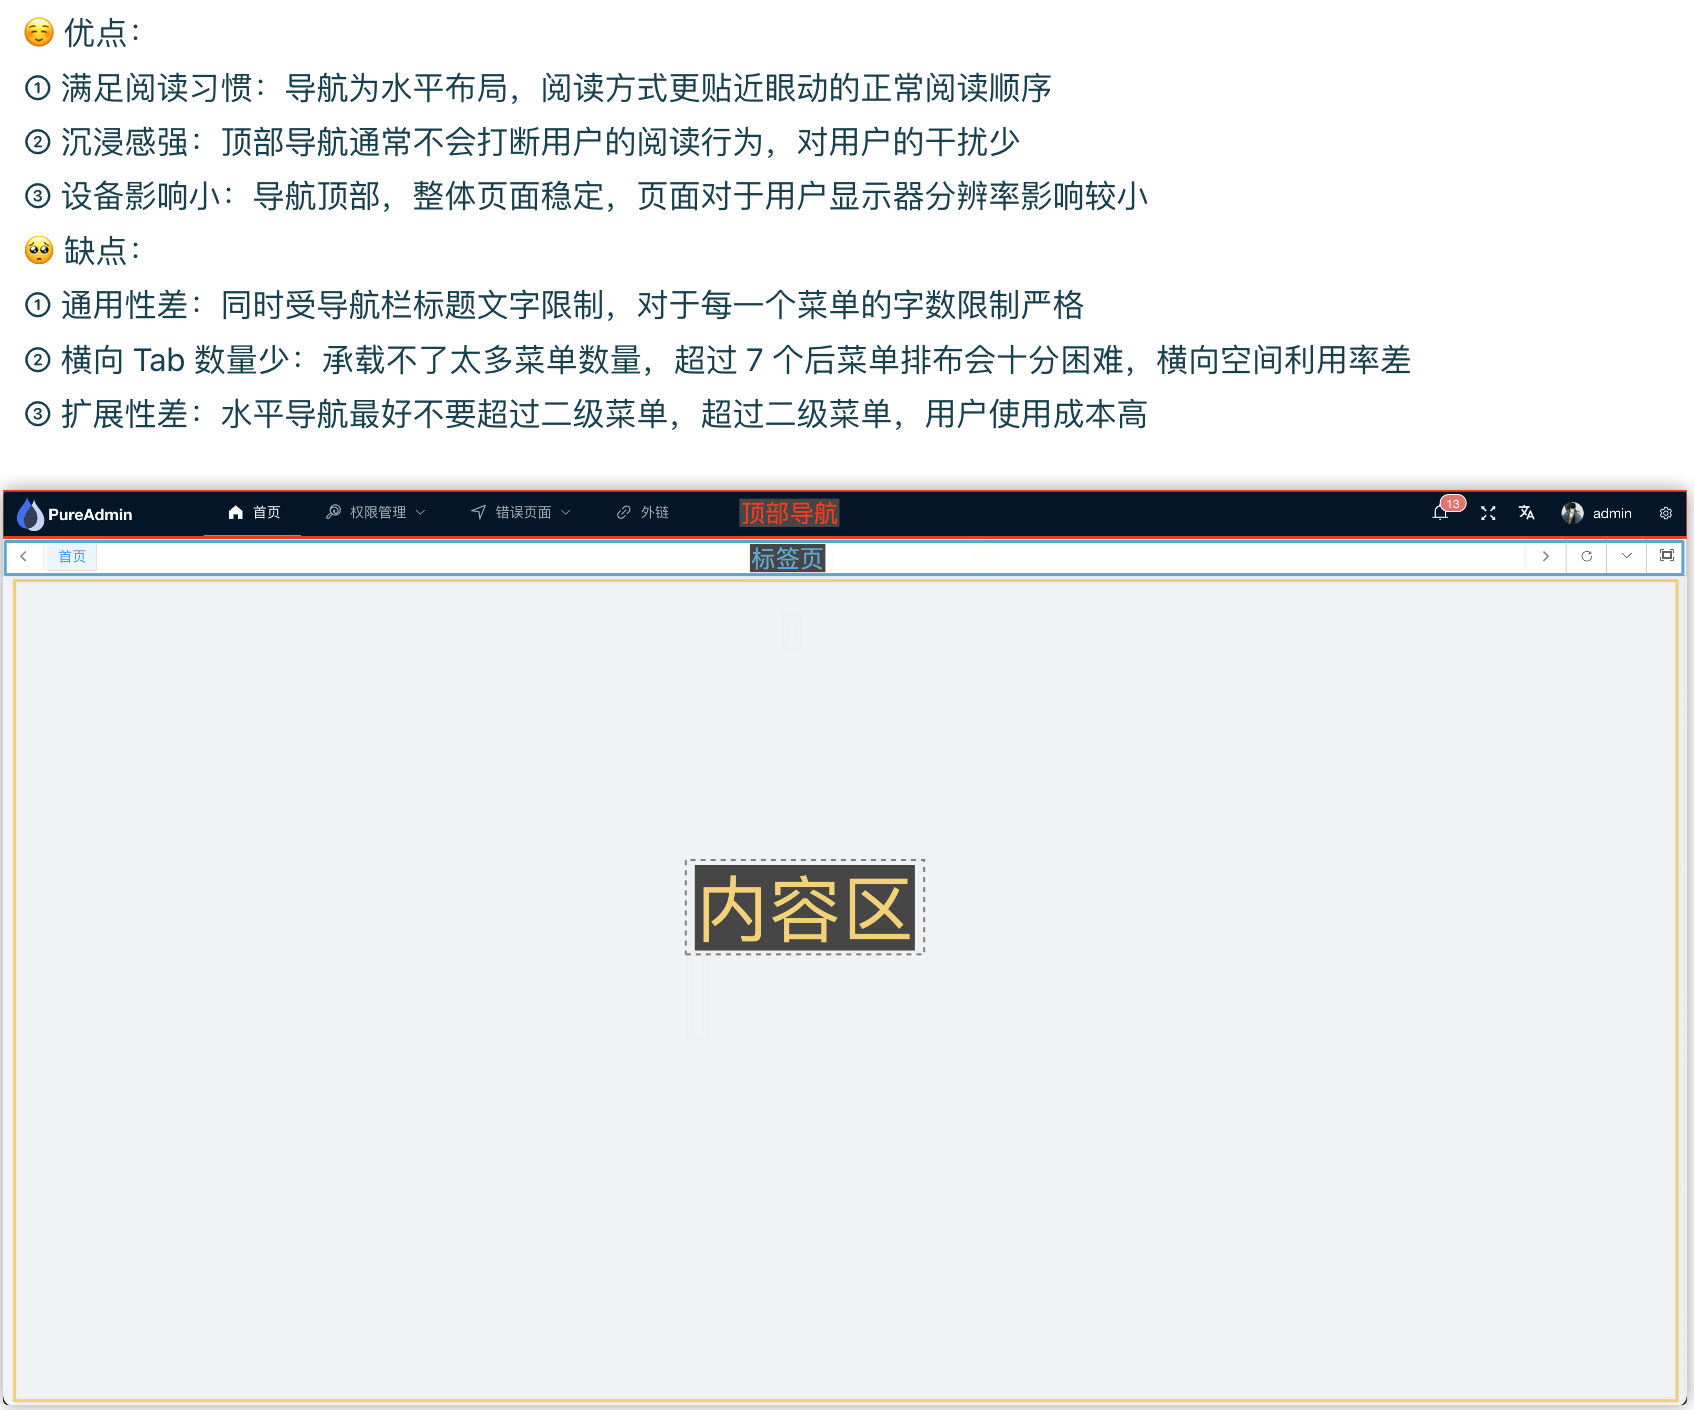 ☺️ 优点：
① 满足阅读习惯：导航为水平布局，阅读方式更贴近眼动的正常阅读顺序
② 沉浸感强：顶部导航通常不会打断用户的阅读行为，对用户的干扰少
③ 设备影响小：导航顶部，整体页面稳定，页面对于用户显示器分辨率影响较小
🥺 缺点：
① 通用性差：同时受导航栏标题文字限制，对于每一个菜单的字数限制严格
② 横向 Tab 数量少：承载不了太多菜单数量，超过 7 个后菜单排布会十分困难，横向空间利用率差
③ 扩展性差：水平导航最好不要超过二级菜单，超过二级菜单，用户使用成本高
PureAdmin 首页 权限管理 错误页面 外链 顶部导航 13 admin
首页 标签页
内容区